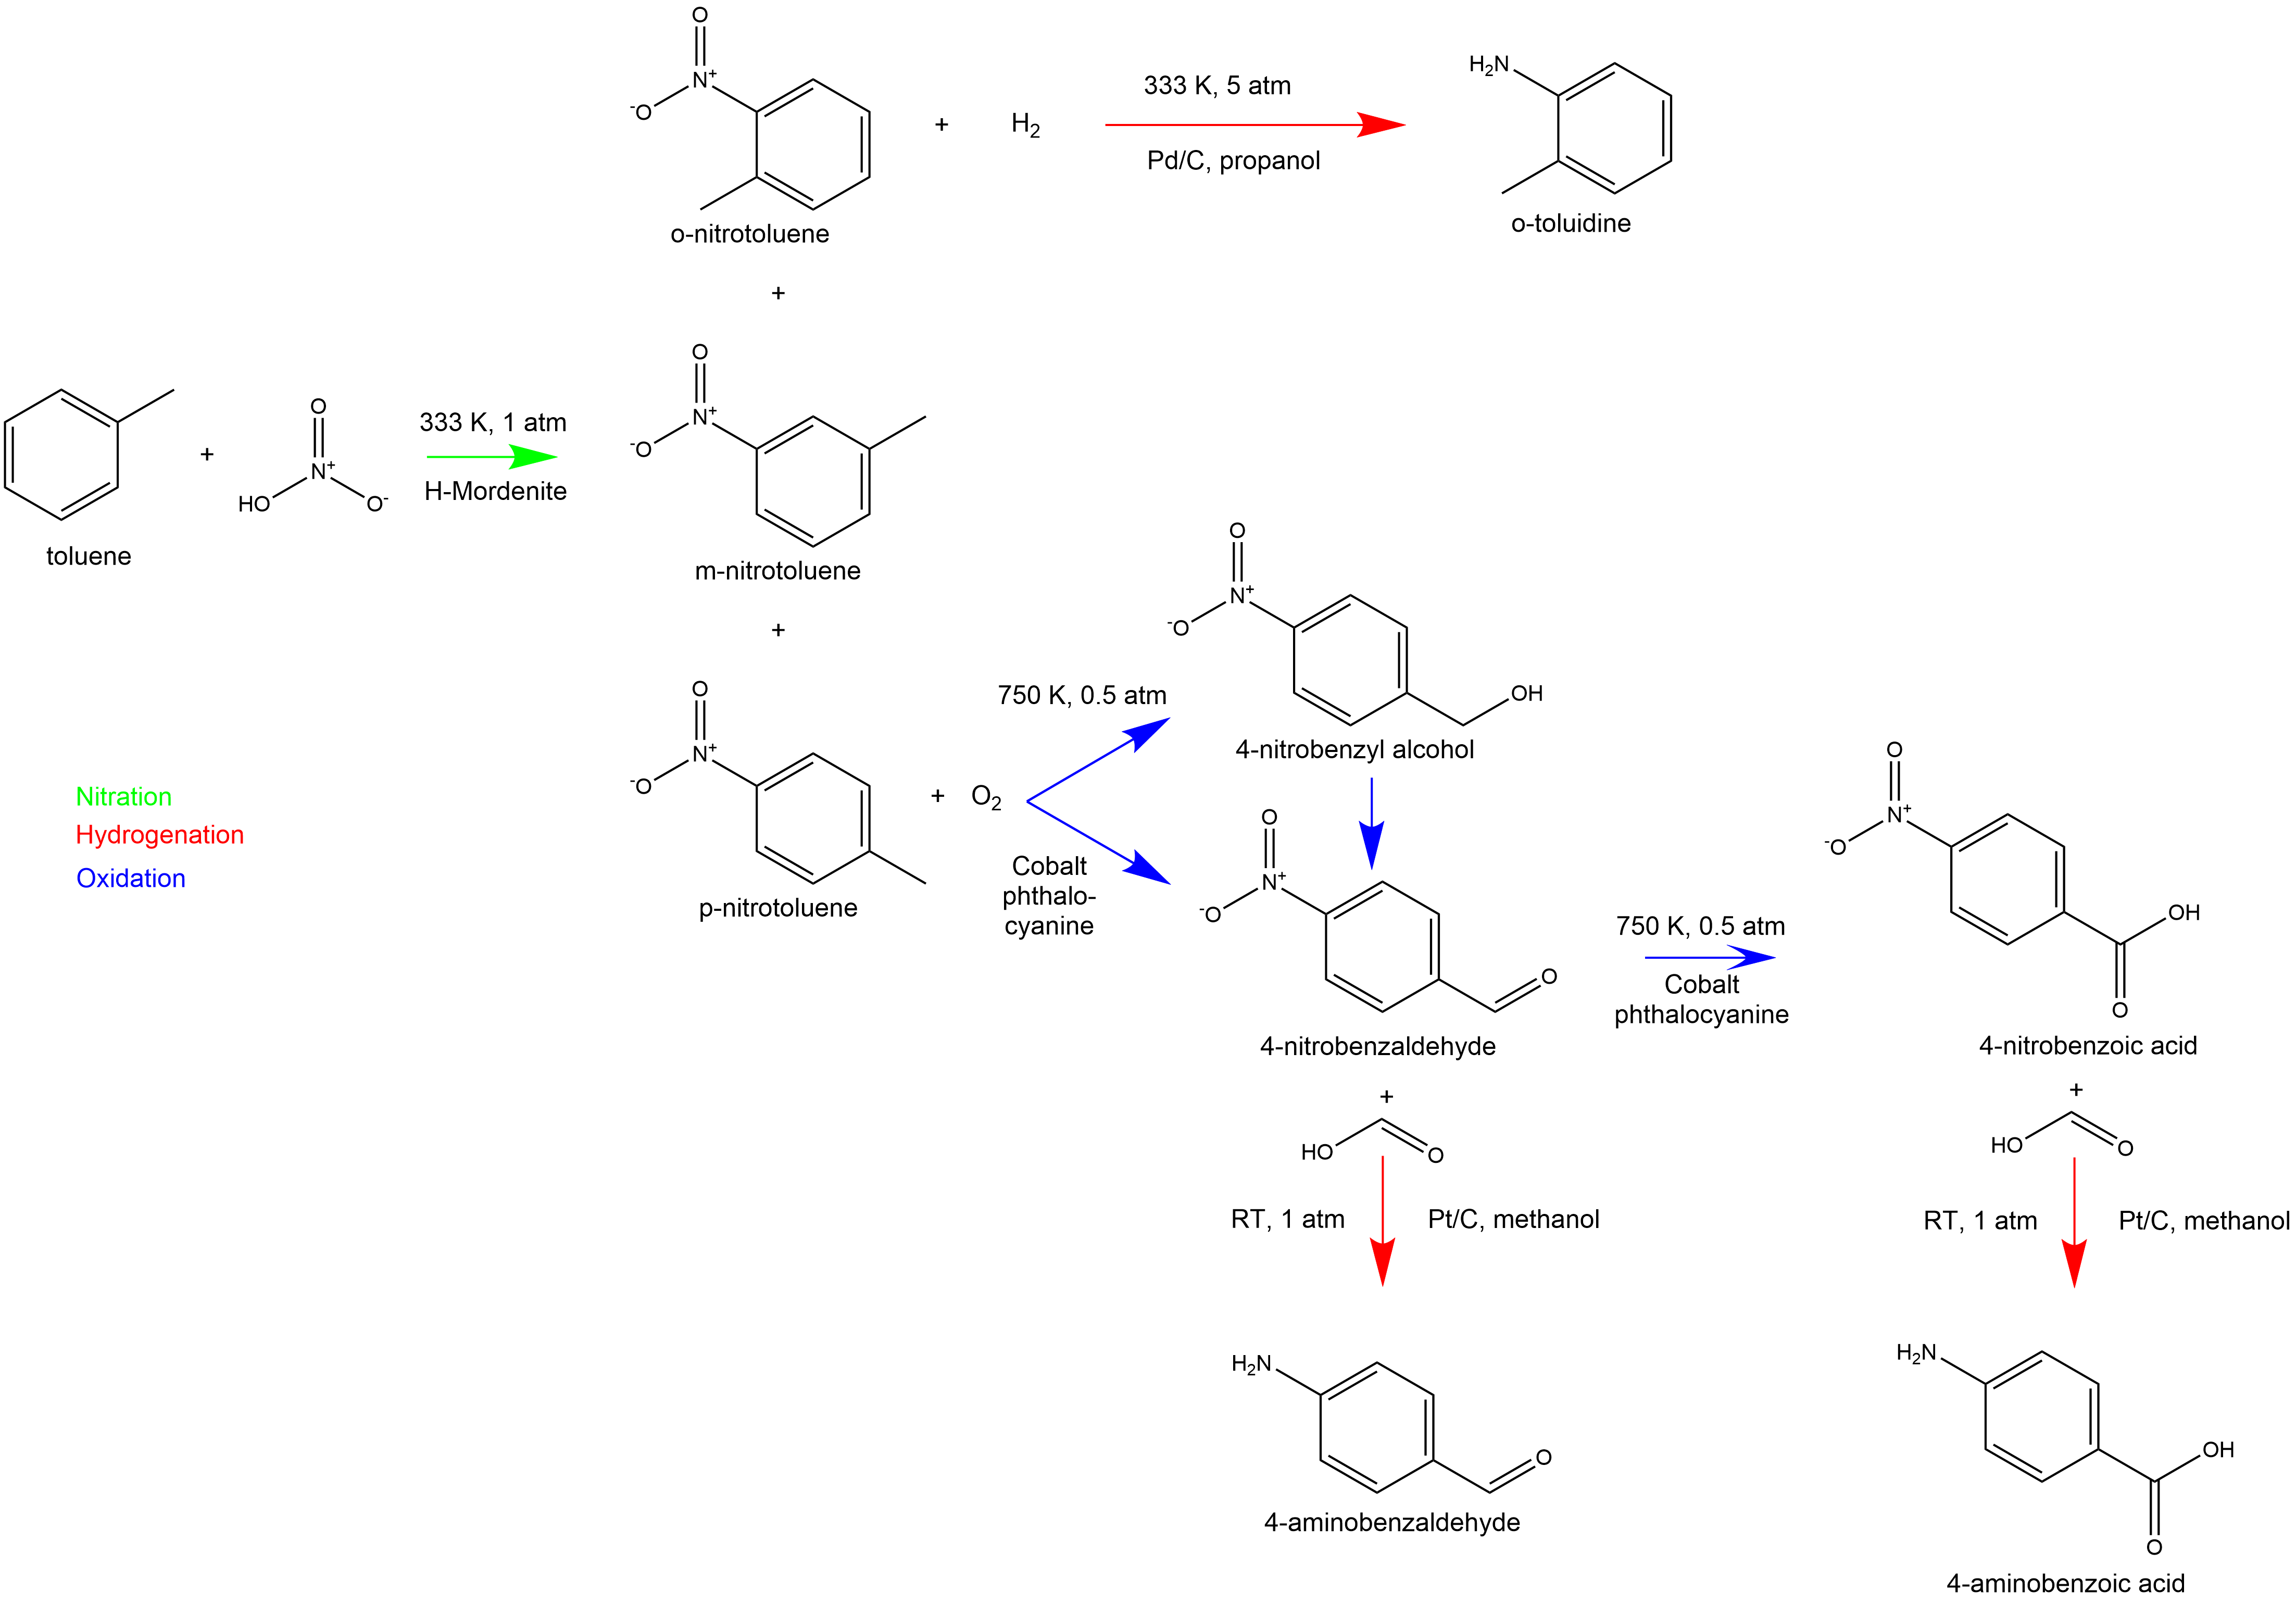 O
N+
-O
o-nitrotoluene
+
H2
333 K, 5 atm
Pd/C, propanol
H2N
o-toluidine
+
toluene
+
O
N+
HO
O-
333 K, 1 atm
H-Mordenite
O
N+
-O
m-nitrotoluene
+
O
N+
-O
p-nitrotoluene
+
O2
750 K, 0.5 atm
Cobalt
phthalo-
cyanine
O
N+
-O
OH
4-nitrobenzyl alcohol
O
N+
-O
O
4-nitrobenzaldehyde
750 K, 0.5 atm
Cobalt
phthalocyanine
O
N+
-O
OH
O
4-nitrobenzoic acid
Nitration
Hydrogenation
Oxidation
+
HO
O
RT, 1 atm
Pt/C, methanol
H2N
O
4-aminobenzaldehyde
+
HO
O
RT, 1 atm
Pt/C, methanol
H2N
OH
O
4-aminobenzoic acid